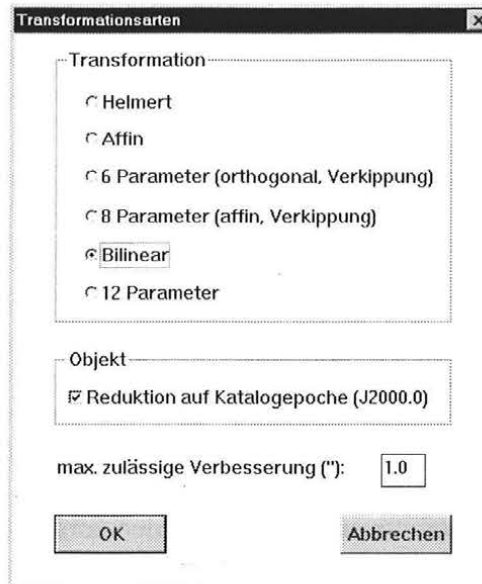 Transformationsarten
Transformation
Helmert
Affin
6 Parameter (orthogonal, Verkippung)
8 Parameter (affin, Verkippung)
Bilinear
12 Parameter
Objekt
Reduktion auf Katalogepoche (J2000.0)
max. zulässige Verbesserung ("): 1.0
OK Abbrechen